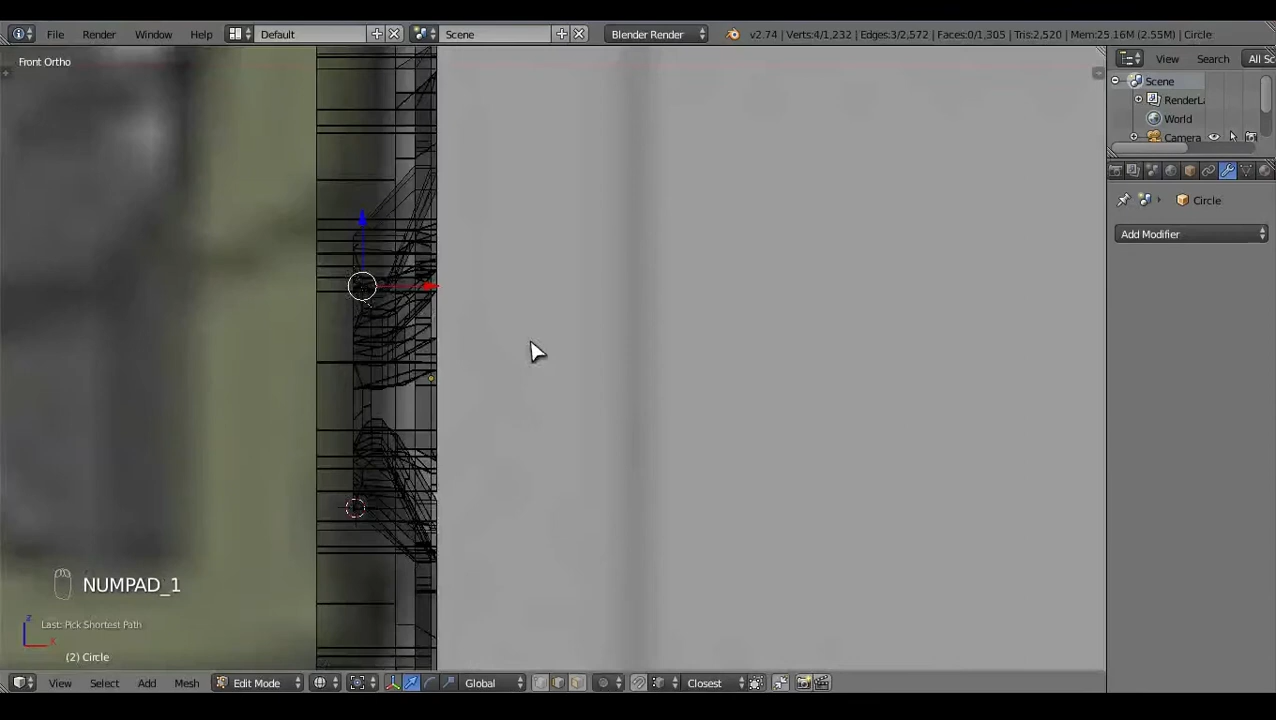 File Render Window Help Default Scene Blender Render v2.74 | Verts:4/1,232 | Edges:3/2,572 | Faces:0/1,305 | Tris:2,520 | Mem:25.16M (2.55M) | Circle
Front Ortho
View Search All Sc
Scene
RenderL
World
Camera
Circle
Add Modifier
NUMPAD_1
Last: Pick Shortest Path
z
x
(2) Circle
View Select Add Mesh Edit Mode Global Closest